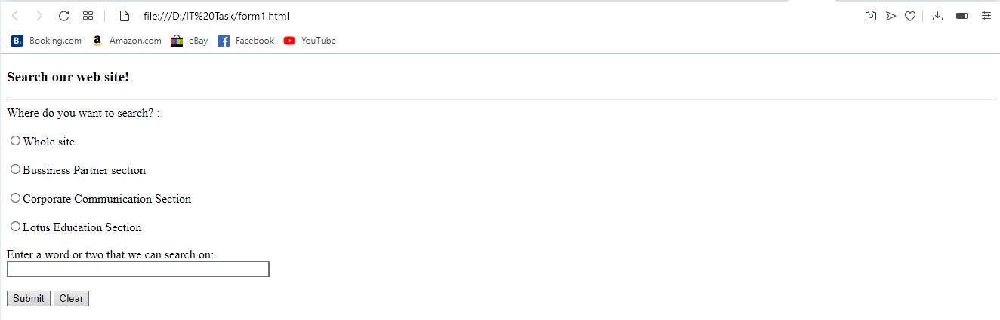 file:///D:/IT%20Task/form1.html
B. Booking.com a Amazon.com eBay f Facebook YouTube
Search our web site!
Where do you want to search? :
Whole site
Bussiness Partner section
Corporate Communication Section
Lotus Education Section
Enter a word or two that we can search on:
Submit Clear